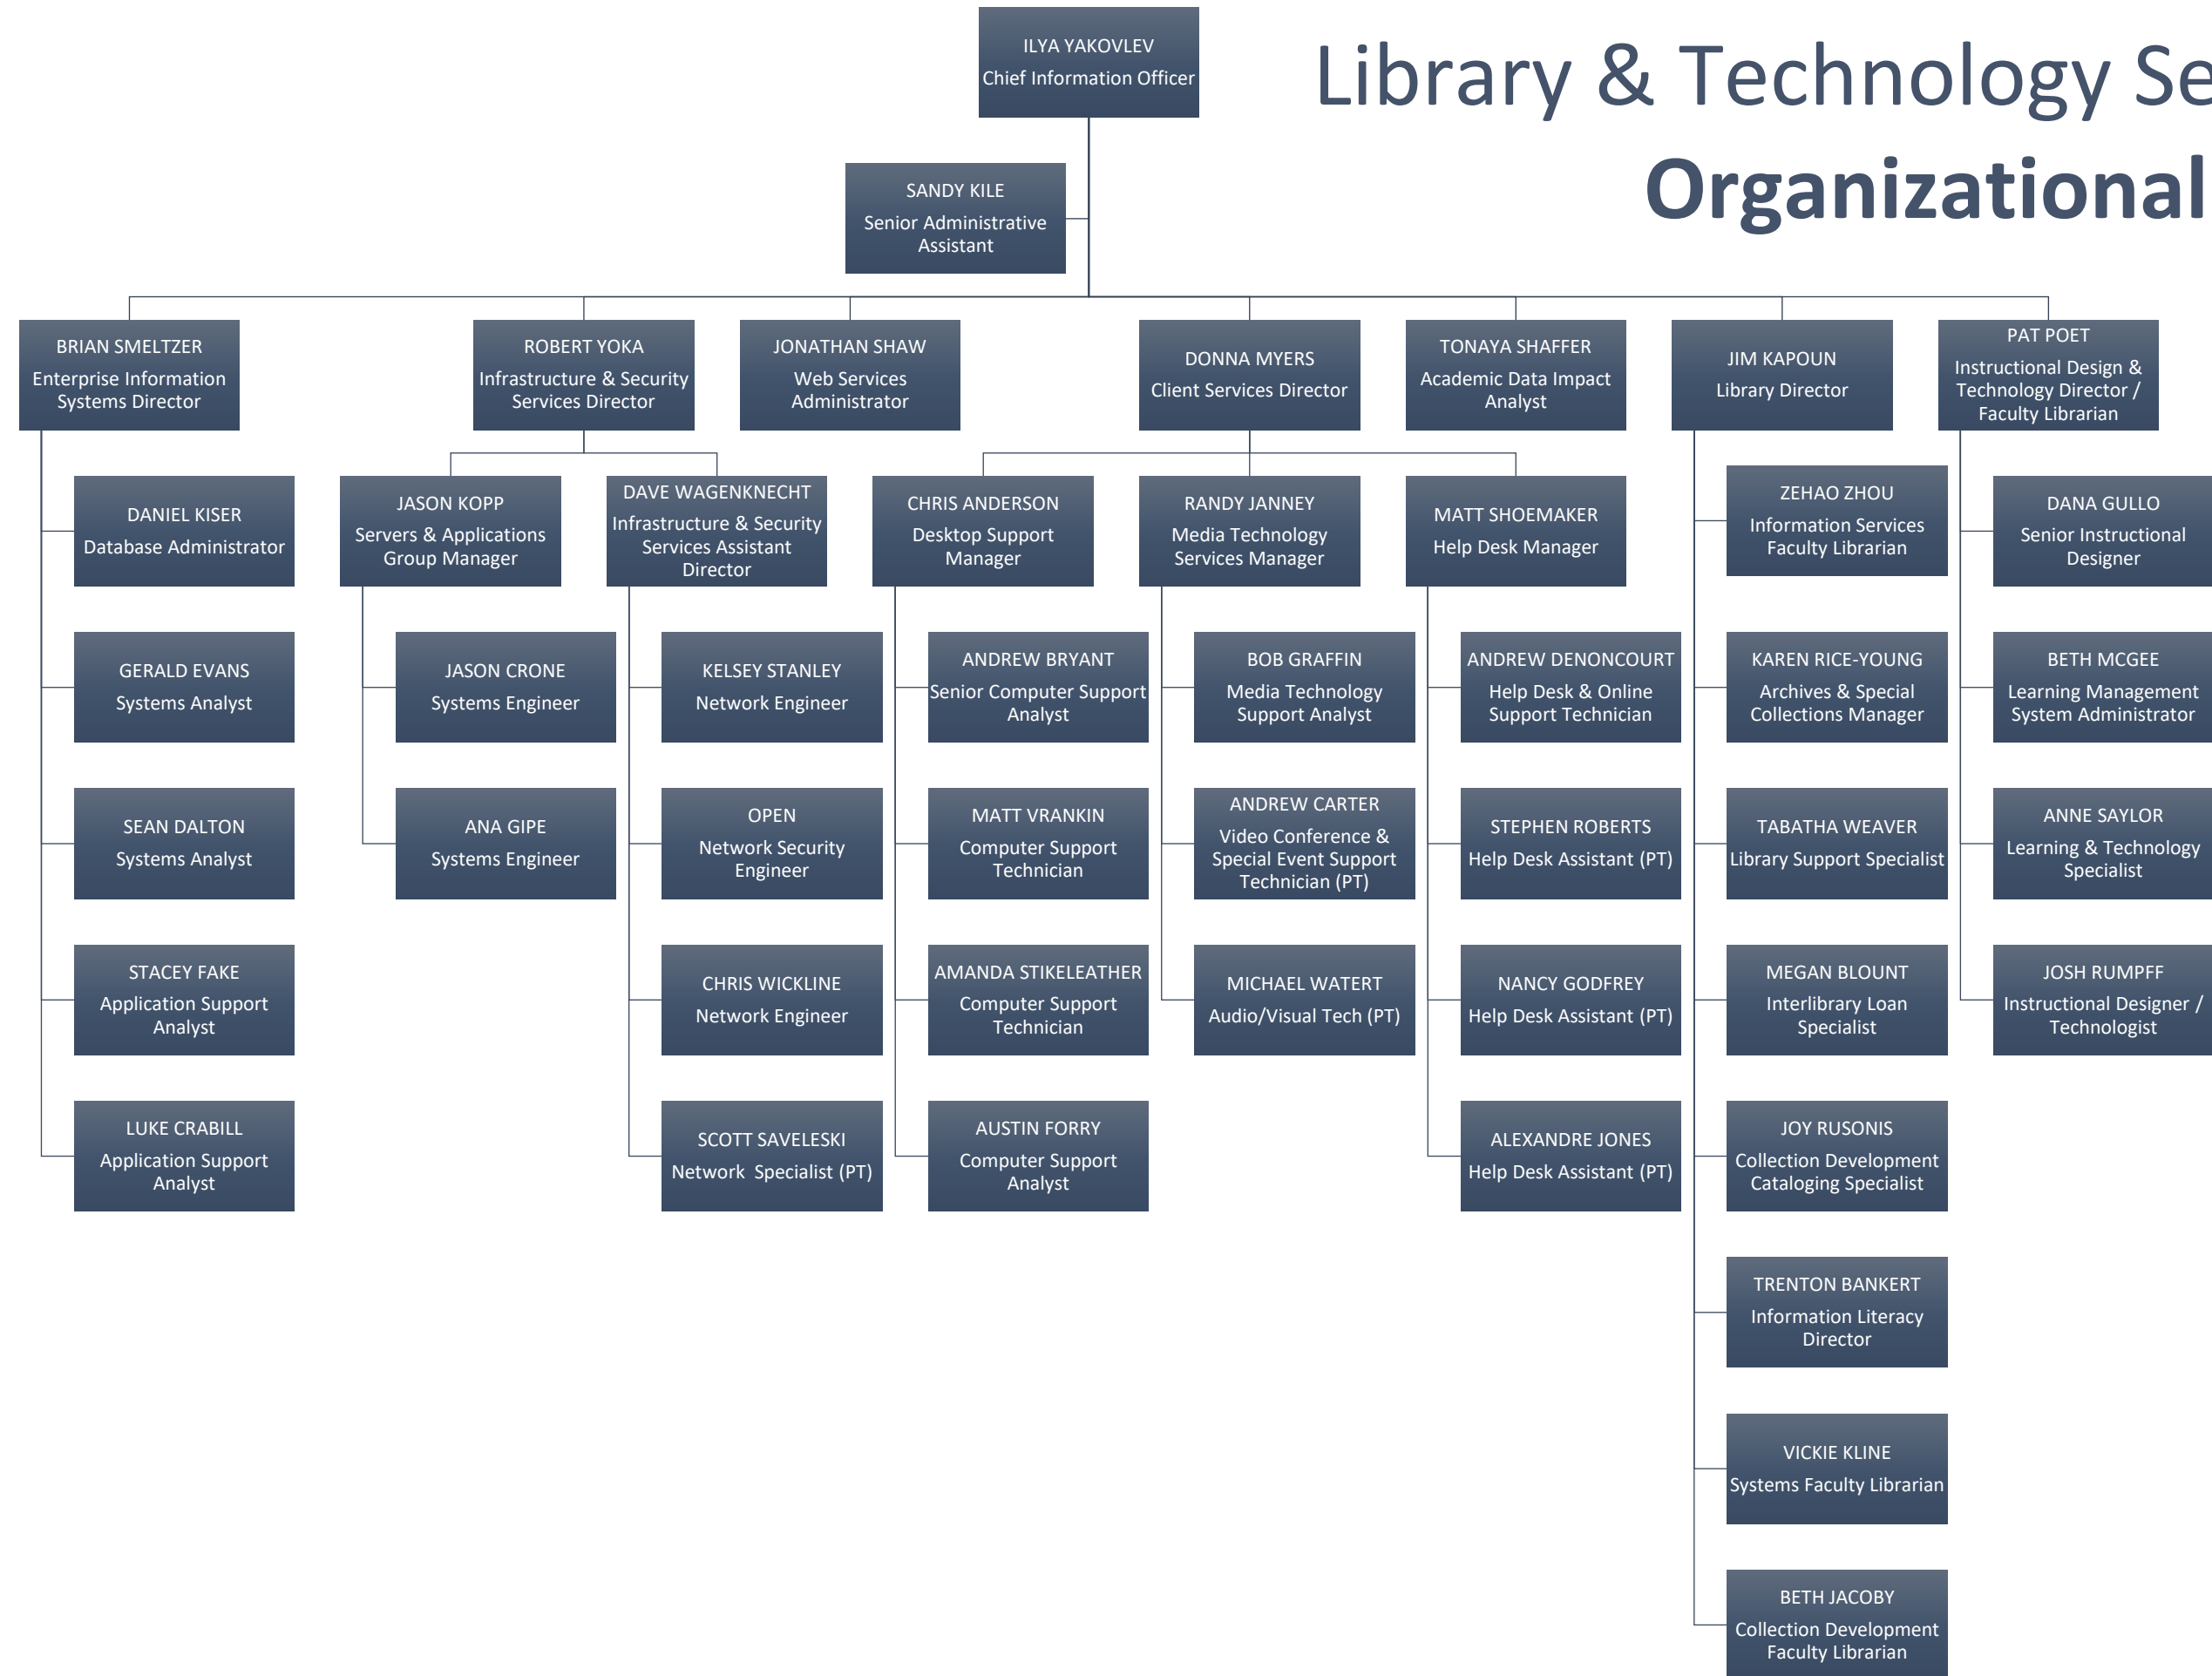 Library & Technology Se
Organizational
ILYA YAKOVLEV
Chief Information Officer
SANDY KILE
Senior Administrative
Assistant
BRIAN SMELTZER
Enterprise Information
Systems Director
ROBERT YOKA
Infrastructure & Security
Services Director
JONATHAN SHAW
Web Services
Administrator
DONNA MYERS
Client Services Director
TONAYA SHAFFER
Academic Data Impact
Analyst
JIM KAPOUN
Library Director
PAT POET
Instructional Design &
Technology Director /
Faculty Librarian
DANIEL KISER
Database Administrator
GERALD EVANS
Systems Analyst
SEAN DALTON
Systems Analyst
STACEY FAKE
Application Support
Analyst
LUKE CRABILL
Application Support
Analyst
JASON KOPP
Servers & Applications
Group Manager
JASON CRONE
Systems Engineer
ANA GIPE
Systems Engineer
DAVE WAGENKNECHT
Infrastructure & Security
Services Assistant
Director
KELSEY STANLEY
Network Engineer
OPEN
Network Security
Engineer
CHRIS WICKLINE
Network Engineer
SCOTT SAVELESKI
Network  Specialist (PT)
CHRIS ANDERSON
Desktop Support
Manager
ANDREW BRYANT
Senior Computer Support
Analyst
MATT VRANKIN
Computer Support
Technician
AMANDA STIKELEATHER
Computer Support
Technician
AUSTIN FORRY
Computer Support
Analyst
RANDY JANNEY
Media Technology
Services Manager
BOB GRAFFIN
Media Technology
Support Analyst
ANDREW CARTER
Video Conference &
Special Event Support
Technician (PT)
MICHAEL WATERT
Audio/Visual Tech (PT)
MATT SHOEMAKER
Help Desk Manager
ANDREW DENONCOURT
Help Desk & Online
Support Technician
STEPHEN ROBERTS
Help Desk Assistant (PT)
NANCY GODFREY
Help Desk Assistant (PT)
ALEXANDRE JONES
Help Desk Assistant (PT)
ZEHAO ZHOU
Information Services
Faculty Librarian
KAREN RICE-YOUNG
Archives & Special
Collections Manager
TABATHA WEAVER
Library Support Specialist
MEGAN BLOUNT
Interlibrary Loan
Specialist
JOY RUSONIS
Collection Development
Cataloging Specialist
TRENTON BANKERT
Information Literacy
Director
VICKIE KLINE
Systems Faculty Librarian
BETH JACOBY
Collection Development
Faculty Librarian
DANA GULLO
Senior Instructional
Designer
BETH MCGEE
Learning Management
System Administrator
ANNE SAYLOR
Learning & Technology
Specialist
JOSH RUMPFF
Instructional Designer /
Technologist